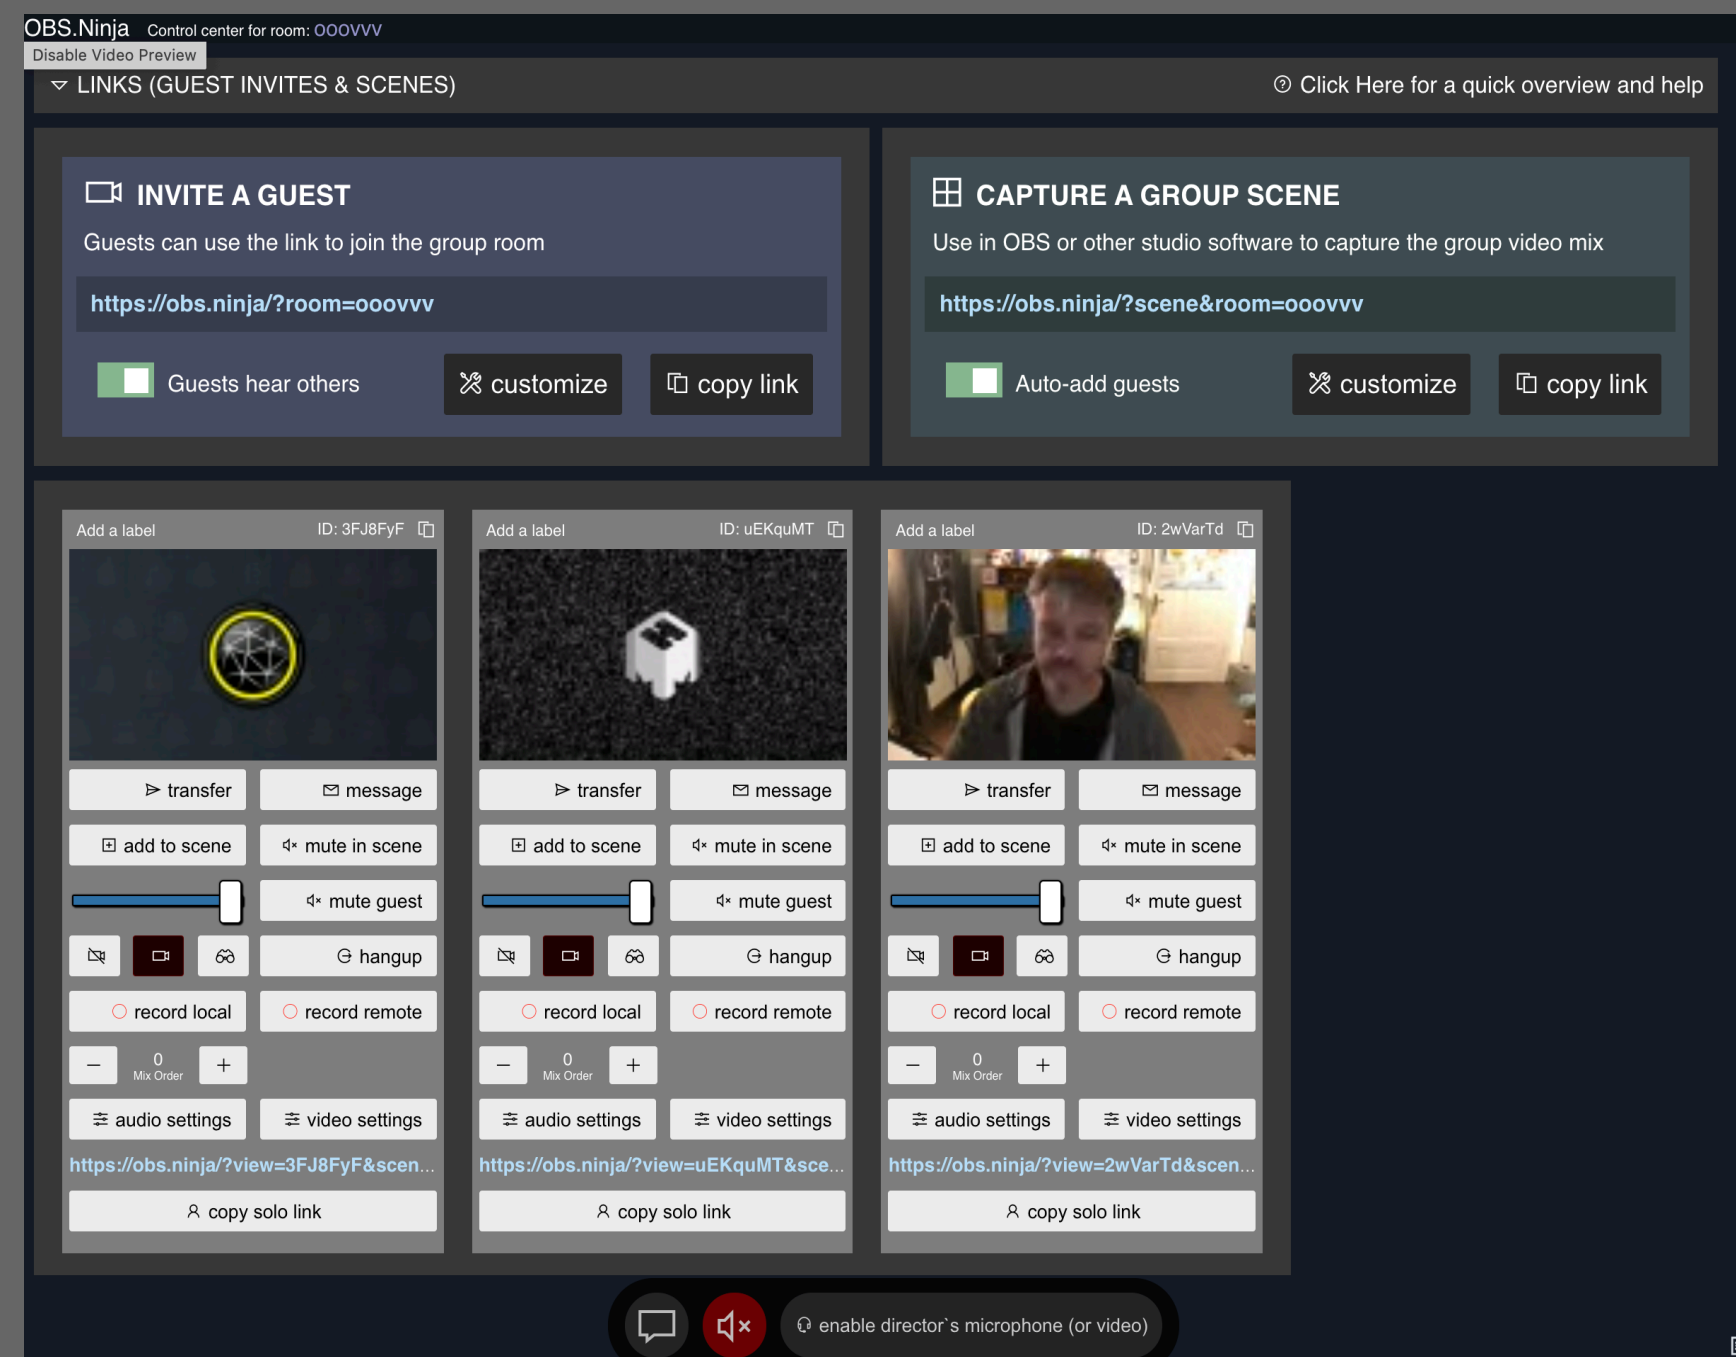 OBS.Ninja Control center for room: ooovvv
Disable Video Preview
LINKS (GUEST INVITES & SCENES)
Click Here for a quick overview and help
INVITE A GUEST
Guests can use the link to join the group room
https://obs.ninja/?room=ooovvv
Guests hear others
customize
copy link
CAPTURE A GROUP SCENE
Use in OBS or other studio software to capture the group video mix
https://obs.ninja/?scene&room=ooovvv
Auto-add guests
customize
copy link
Add a label ID: 3FJ8FyF
transfer message
add to scene mute in scene
mute guest
hangup
record local record remote
0
Mix Order
audio settings video settings
https://obs.ninja/?view=3FJ8FyF&scen...
copy solo link
Add a label ID: uEKquMT
transfer message
add to scene mute in scene
mute guest
hangup
record local record remote
0
Mix Order
audio settings video settings
https://obs.ninja/?view=uEKquMT&sce...
copy solo link
Add a label ID: 2wVarTd
transfer message
add to scene mute in scene
mute guest
hangup
record local record remote
0
Mix Order
audio settings video settings
https://obs.ninja/?view=2wVarTd&scen...
copy solo link
enable director`s microphone (or video)